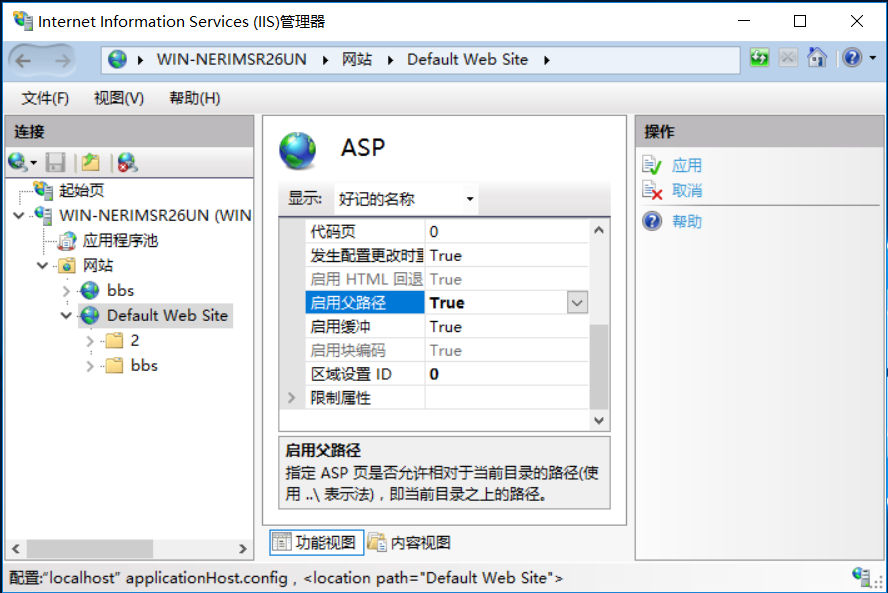 Internet Information Services (IIS)管理器
WIN-NERIMSR26UN 网站 Default Web Site
文件(F) 视图(V) 帮助(H)
连接
起始页
WIN-NERIMSR26UN (WIN
应用程序池
网站
bbs
Default Web Site
2
bbs
ASP
显示: 好记的名称
代码页 0
发生配置更改时重 True
启用 HTML 回退 True
启用父路径 True
启用缓冲 True
启用块编码 True
区域设置 ID 0
限制属性
启用父路径
指定 ASP 页是否允许相对于当前目录的路径(使
用 ..\ 表示法)，即当前目录之上的路径。
功能视图 内容视图
操作
应用
取消
帮助
配置:"localhost" applicationHost.config , <location path="Default Web Site">